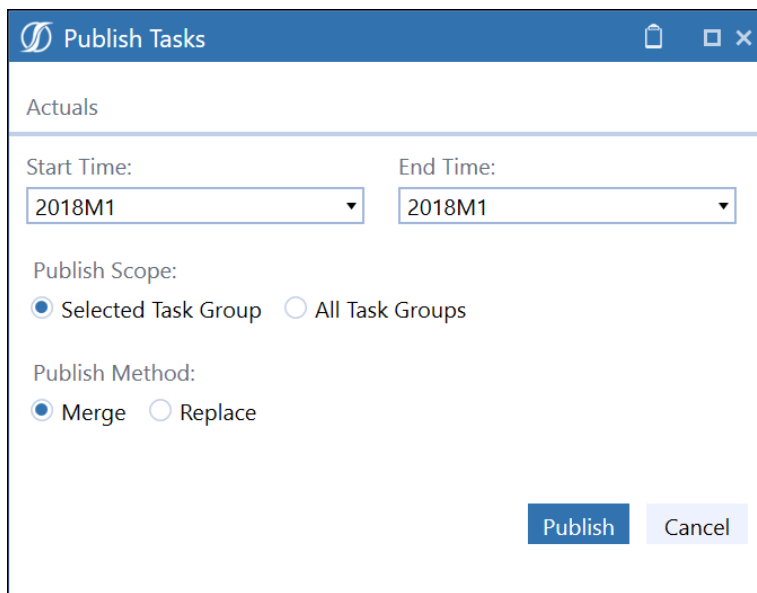 Publish Tasks
Actuals
Start Time: End Time:
2018M1 2018M1
Publish Scope:
Selected Task Group All Task Groups
Publish Method:
Merge Replace
Publish Cancel